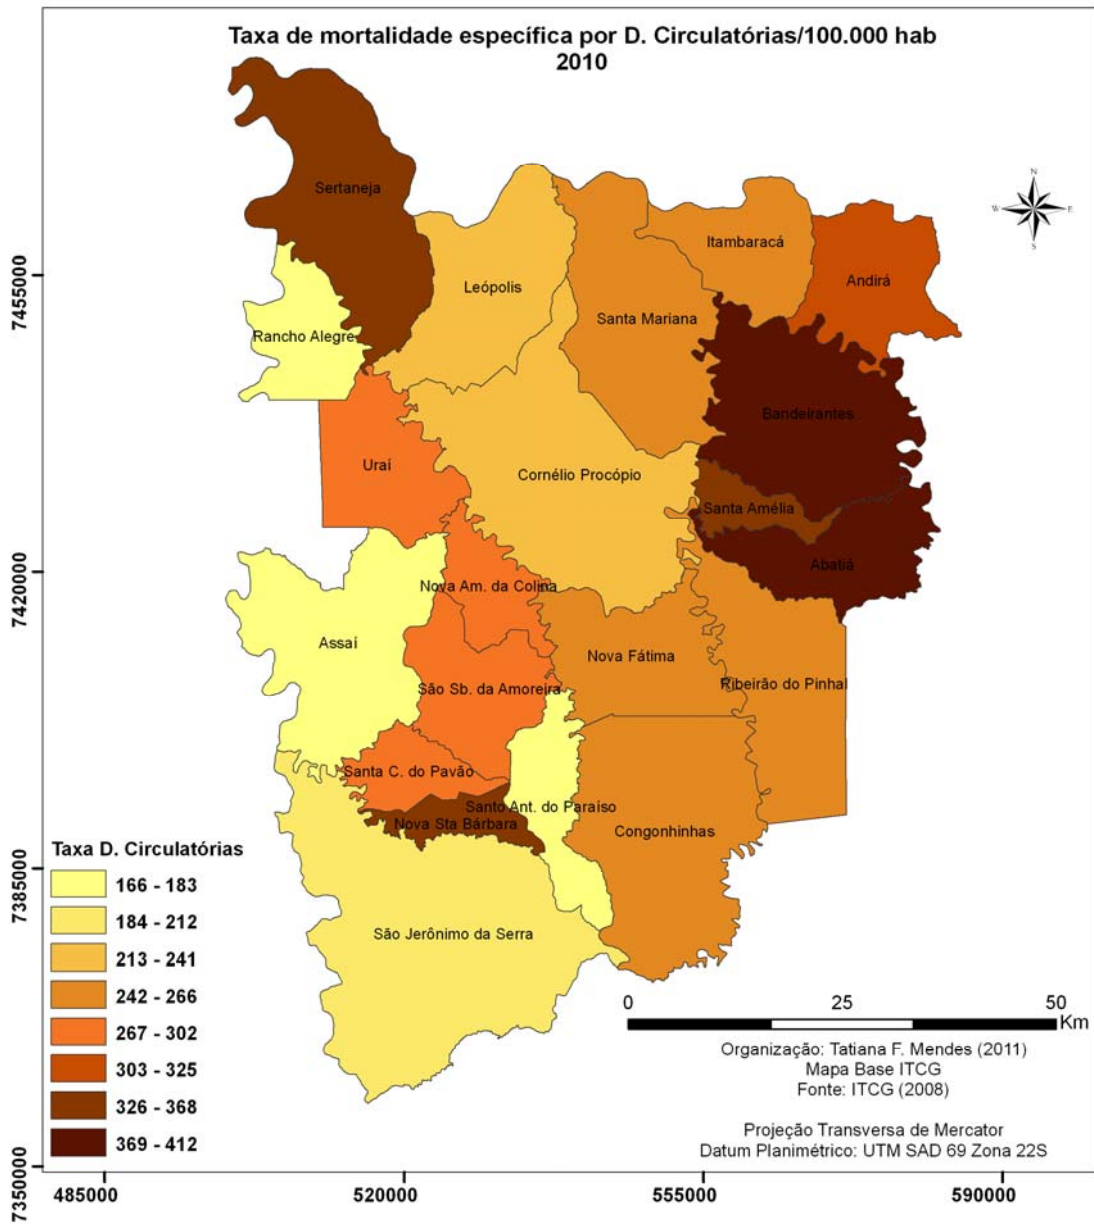 Taxa de mortalidade específica por D. Circulatórias/100.000 hab
2010
N
W
E
S
Sertaneja
Itambaracá
Andirá
Leópolis
Santa Mariana
Rancho Alegre
Bandeirantes
Uraí
Cornélio Procópio
Santa Amélia
Abatiá
Nova Am. da Colina
Assaí
Nova Fátima
São Sb. da Amoreira
Ribeirão do Pinhal
Santa C. do Pavão
Santo Ant. do Paraíso
Nova Sta Bárbara
Congonhinhas
São Jerônimo da Serra
Taxa D. Circulatórias
166 - 183
184 - 212
213 - 241
242 - 266
267 - 302
303 - 325
326 - 368
369 - 412
0 25 50
Km
Organização: Tatiana F. Mendes (2011)
Mapa Base ITCG
Fonte: ITCG (2008)
Projeção Transversa de Mercator
Datum Planimétrico: UTM SAD 69 Zona 22S
7455000
7420000
7385000
7350000
485000 520000 555000 590000